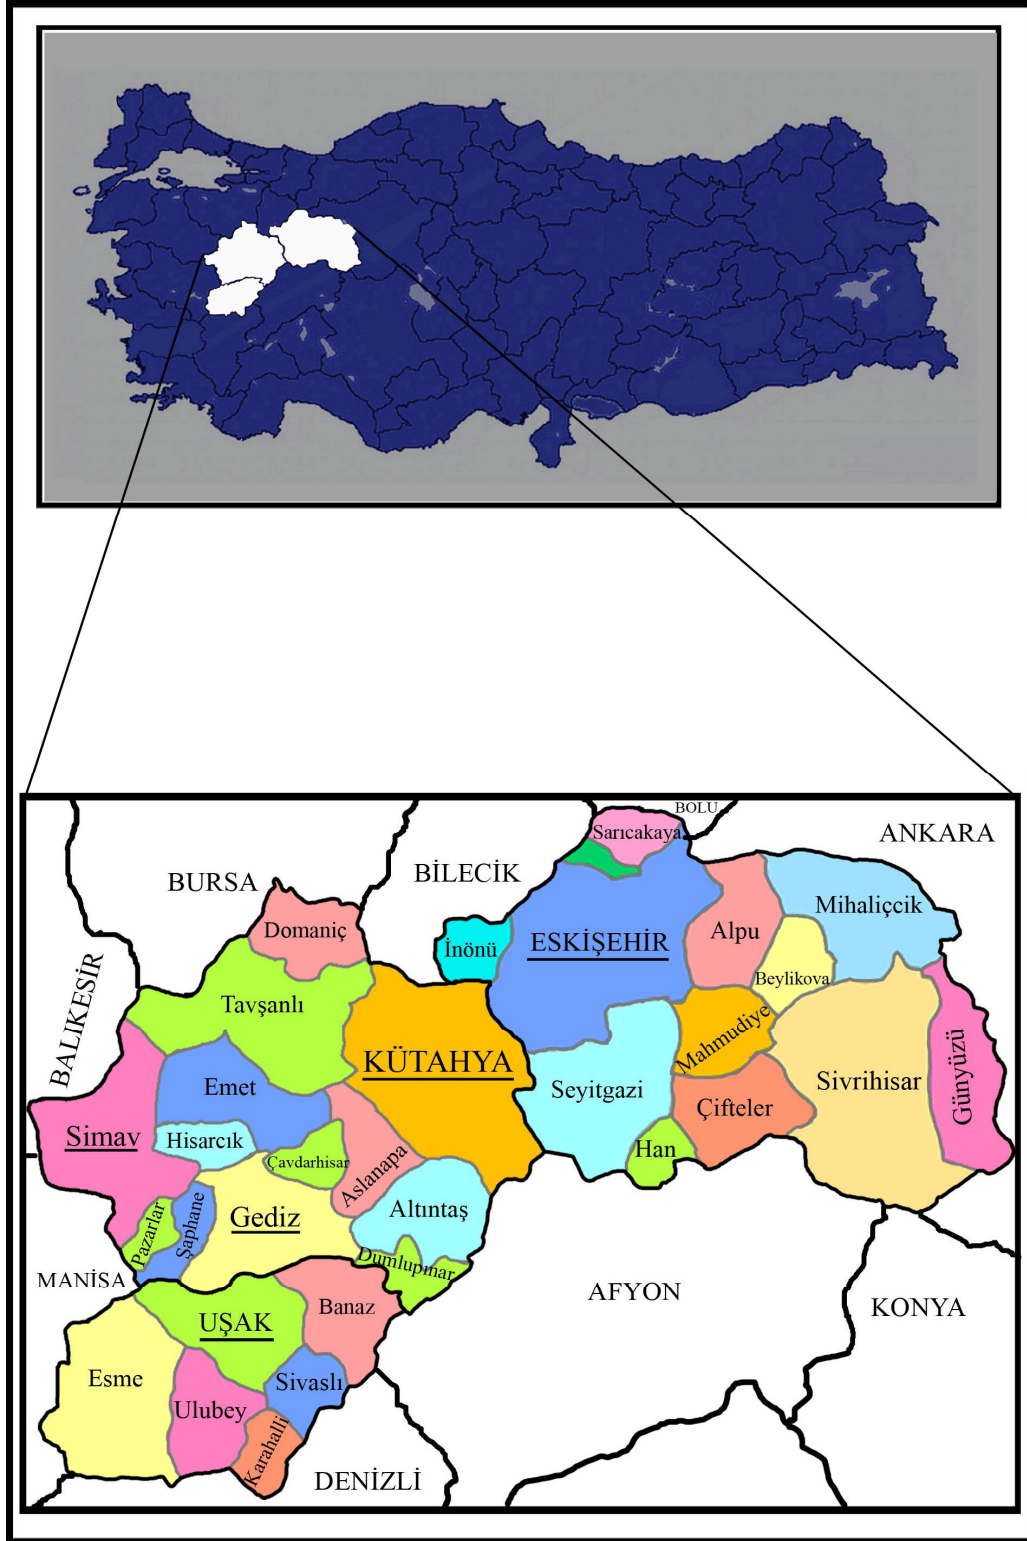 BOLU
Sarıcakaya
ANKARA
BURSA
BİLECİK
Mihaliçcik
Domaniç
İnönü
ESKİŞEHİR
Alpu
Beylikova
BALIKESİR
Tavşanlı
Mahmudiye
KÜTAHYA
Emet
Seyitgazi
Sivrihisar
Günyüzü
Çifteler
Simav
Hisarcık
Çavdarhisar
Aslanapa
Han
Altıntaş
Pazarlar
Şaphane
Gediz
Dumlupınar
MANİSA
AFYON
KONYA
UŞAK
Banaz
Esme
Sivaslı
Ulubey
Karahalli
DENİZLİ